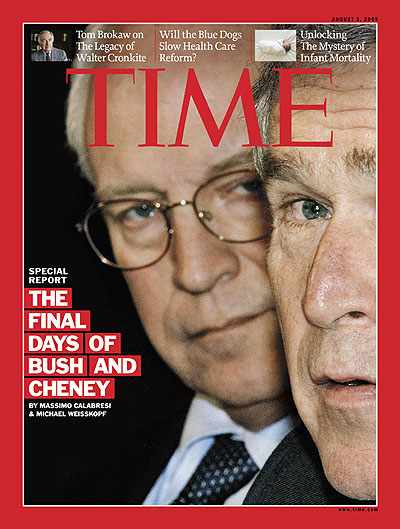 AUGUST 3, 2009
Tom Brokaw on
The Legacy of
Walter Cronkite
Will the Blue Dogs
Slow Health Care
Reform?
Unlocking
The Mystery of
Infant Mortality
TIME
SPECIAL
REPORT
THE
FINAL
DAYS OF
BUSH AND
CHENEY
BY MASSIMO CALABRESI
& MICHAEL WEISSKOPF
www.time.com